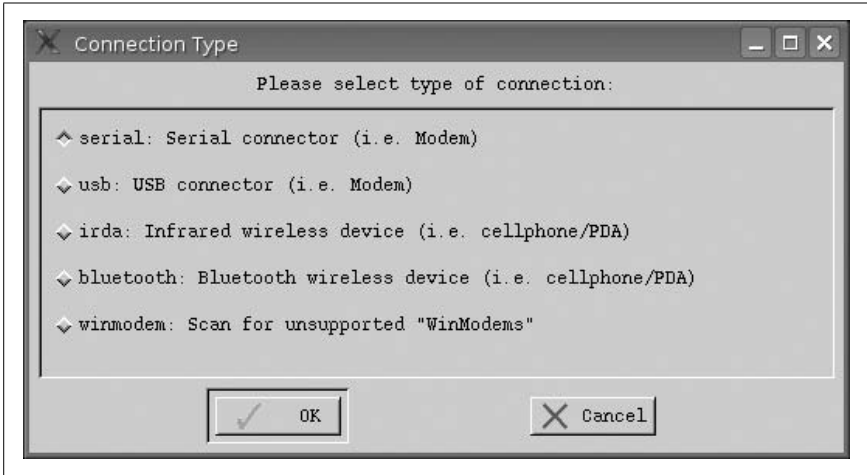 Connection Type
Please select type of connection:
serial: Serial connector (i.e. Modem)
usb: USB connector (i.e. Modem)
irda: Infrared wireless device (i.e. cellphone/PDA)
bluetooth: Bluetooth wireless device (i.e. cellphone/PDA)
winmodem: Scan for unsupported "WinModems"
OK
Cancel